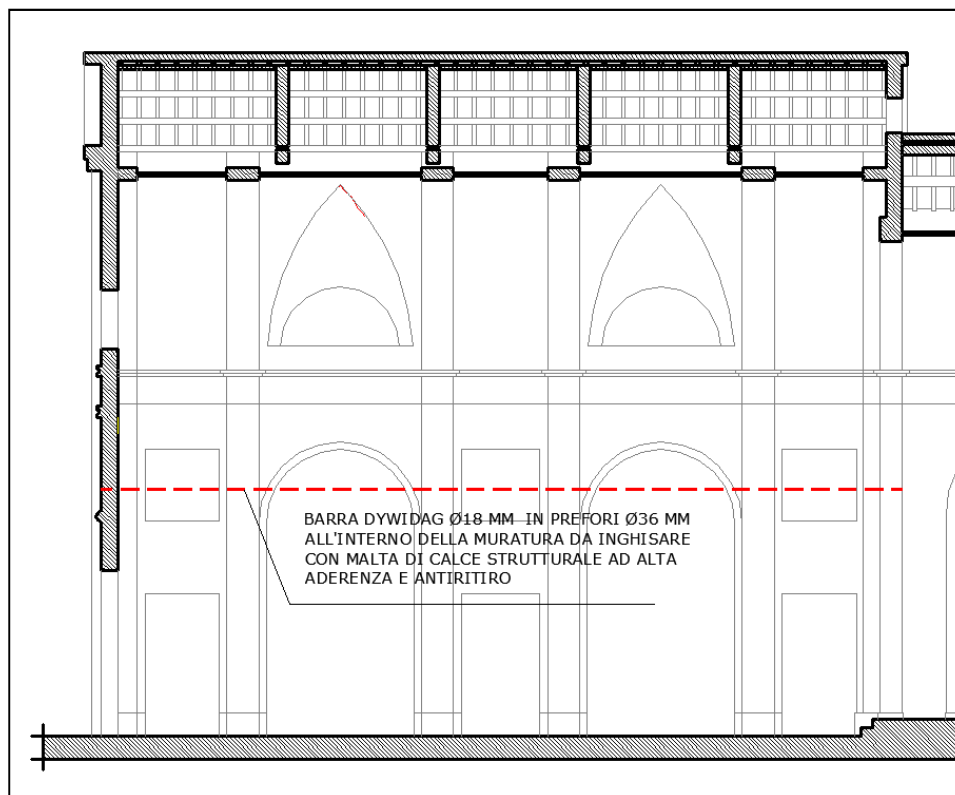 BARRA DYWIDAG Ø18 MM IN PREFORI Ø36 MM
ALL'INTERNO DELLA MURATURA DA INGHISARE
CON MALTA DI CALCE STRUTTURALE AD ALTA
ADERENZA E ANTIRITIRO